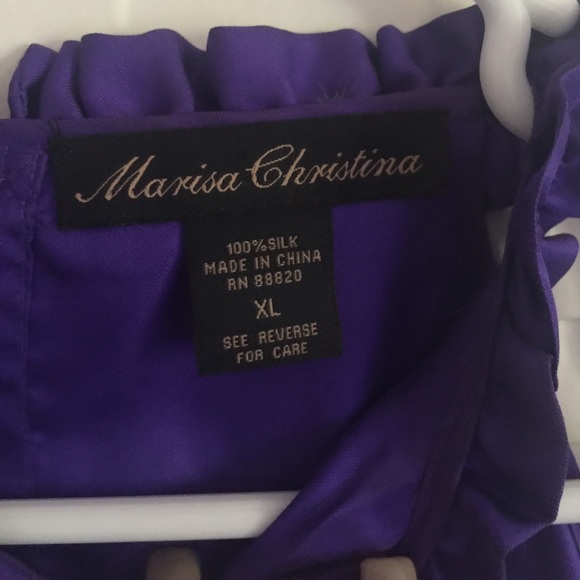 Marisa Christina
100% SILK
MADE IN CHINA
RN 88820
XL
SEE REVERSE
FOR CARE